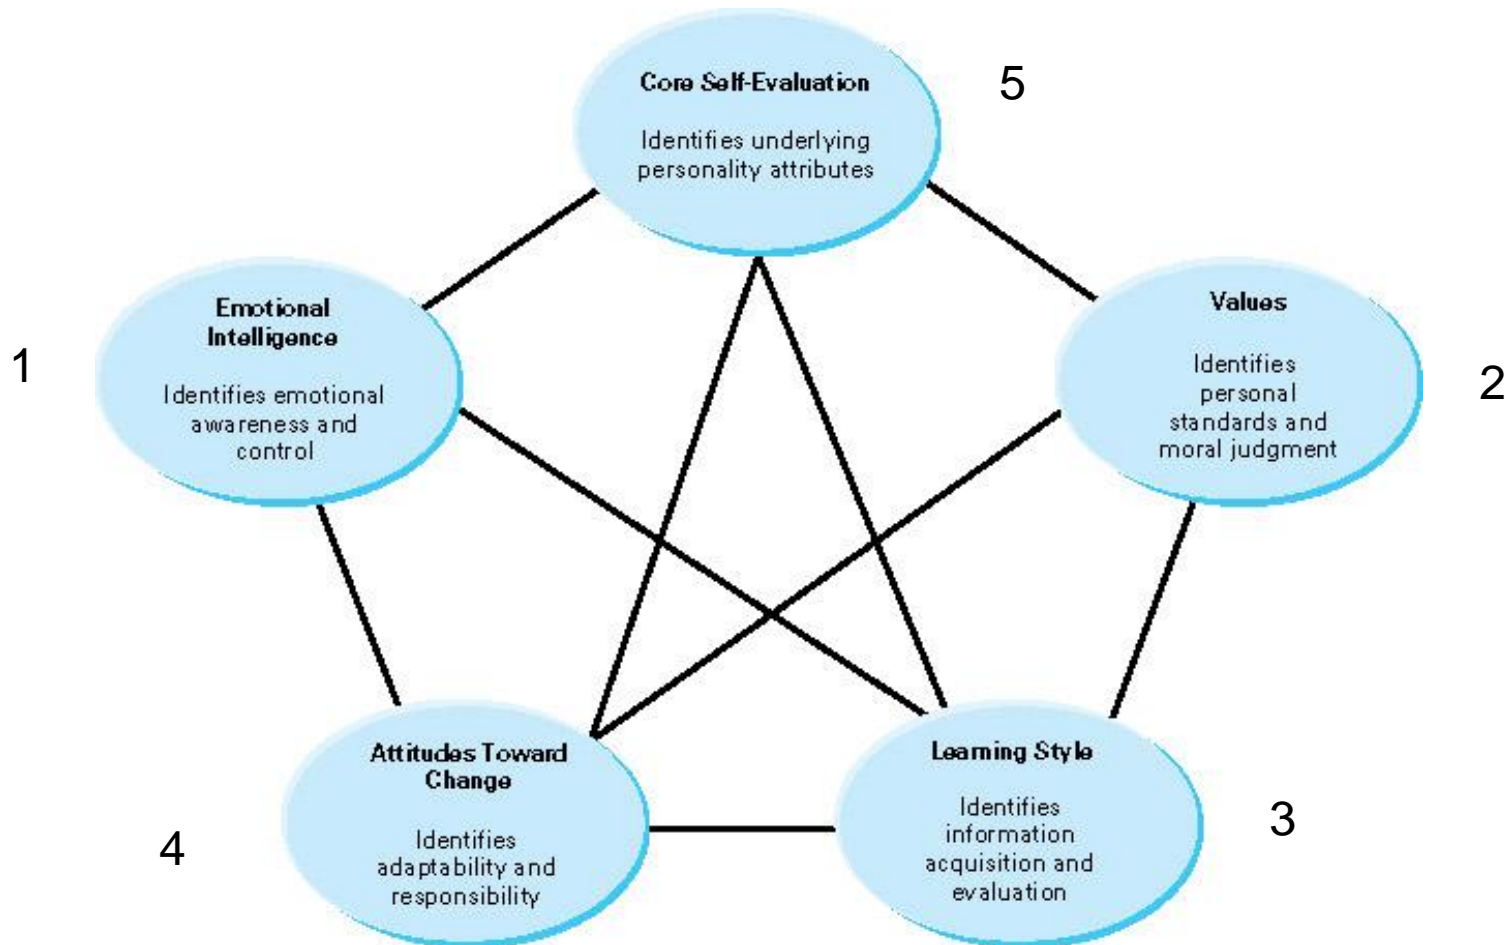 Core Self-Evaluation
Identifies underlying
personality attributes
5
Emotional
Intelligence
Identifies emotional
awareness and
control
1
Values
Identifies
personal
standards and
moral judgment
2
Attitudes Toward
Change
Identifies
adaptability and
responsibility
4
Learning Style
Identifies
information
acquisition and
evaluation
3